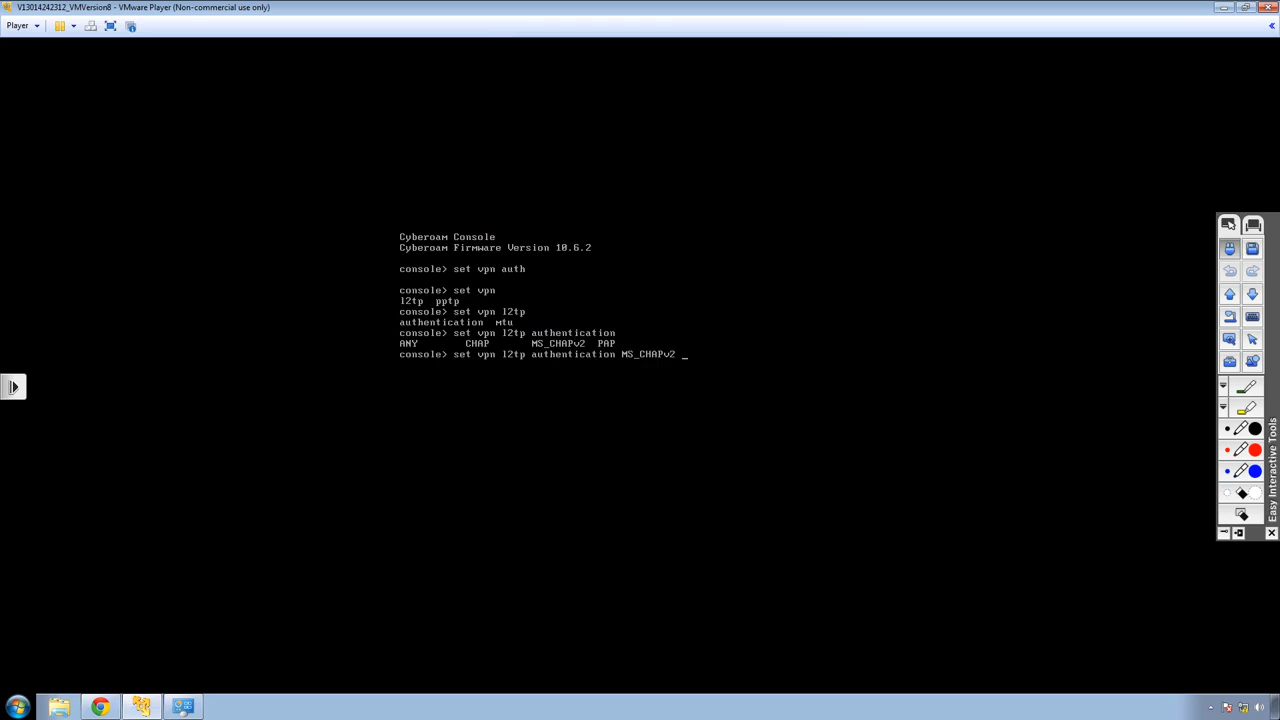 V13014242312_VMVersion8 - VMware Player (Non-commercial use only)
Player
Cyberoam Console
Cyberoam Firmware Version 10.6.2
console> set vpn auth
console> set vpn
l2tp  pptp
console> set vpn l2tp
authentication  mtu
console> set vpn l2tp authentication
ANY        CHAP       MS_CHAPv2  PAP
console> set vpn l2tp authentication MS_CHAPv2 _
Easy Interactive Tools